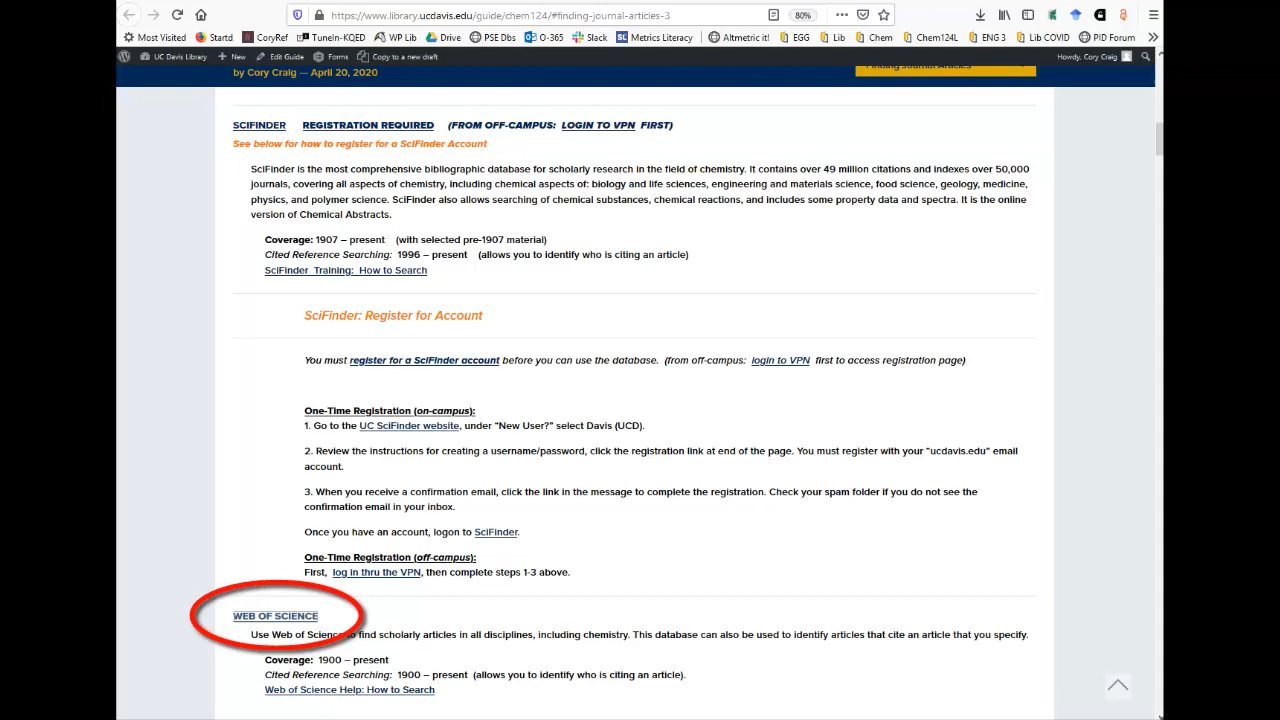 https://www.library.ucdavis.edu/guide/chem124/#finding-journal-articles-3
80%
Most Visited Startd CoryRef TuneIn-KQED WP Lib Drive PSE Dbs O-365 Slack Metrics Literacy Altmetric it! EGG Lib Chem Chem124L ENG 3 Lib COVID PID Forum
UC Davis Library New Edit Guide Forms Copy to a new draft Howdy, Cory Craig
by Cory Craig — April 20, 2020
Finding Journal Articles
SCIFINDER REGISTRATION REQUIRED (FROM OFF-CAMPUS: LOGIN TO VPN FIRST)
See below for how to register for a SciFinder Account
SciFinder is the most comprehensive bibliographic database for scholarly research in the field of chemistry. It contains over 49 million citations and indexes over 50,000
journals, covering all aspects of chemistry, including chemical aspects of: biology and life sciences, engineering and materials science, food science, geology, medicine,
physics, and polymer science. SciFinder also allows searching of chemical substances, chemical reactions, and includes some property data and spectra. It is the online
version of Chemical Abstracts.
Coverage: 1907 – present (with selected pre-1907 material)
Cited Reference Searching: 1996 – present (allows you to identify who is citing an article)
SciFinder Training: How to Search
SciFinder: Register for Account
You must register for a SciFinder account before you can use the database. (from off-campus: login to VPN first to access registration page)
One-Time Registration (on-campus):
1. Go to the UC SciFinder website, under "New User?" select Davis (UCD).
2. Review the instructions for creating a username/password, click the registration link at end of the page. You must register with your "ucdavis.edu" email
account.
3. When you receive a confirmation email, click the link in the message to complete the registration. Check your spam folder if you do not see the
confirmation email in your inbox.
Once you have an account, logon to SciFinder.
One-Time Registration (off-campus):
First, log in thru the VPN, then complete steps 1-3 above.
WEB OF SCIENCE
Use Web of Science to find scholarly articles in all disciplines, including chemistry. This database can also be used to identify articles that cite an article that you specify.
Coverage: 1900 – present
Cited Reference Searching: 1900 – present (allows you to identify who is citing an article).
Web of Science Help: How to Search